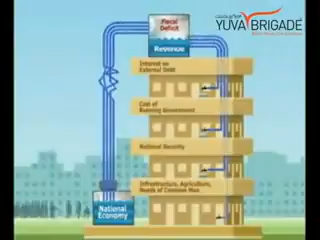 YUVA BRIGADE
Fiscal
Deficit
Revenue
Interest on
External Debt
Cost of
Running Government
National Security
Infrastructure, Agriculture,
Needs of Common Man
National
Economy